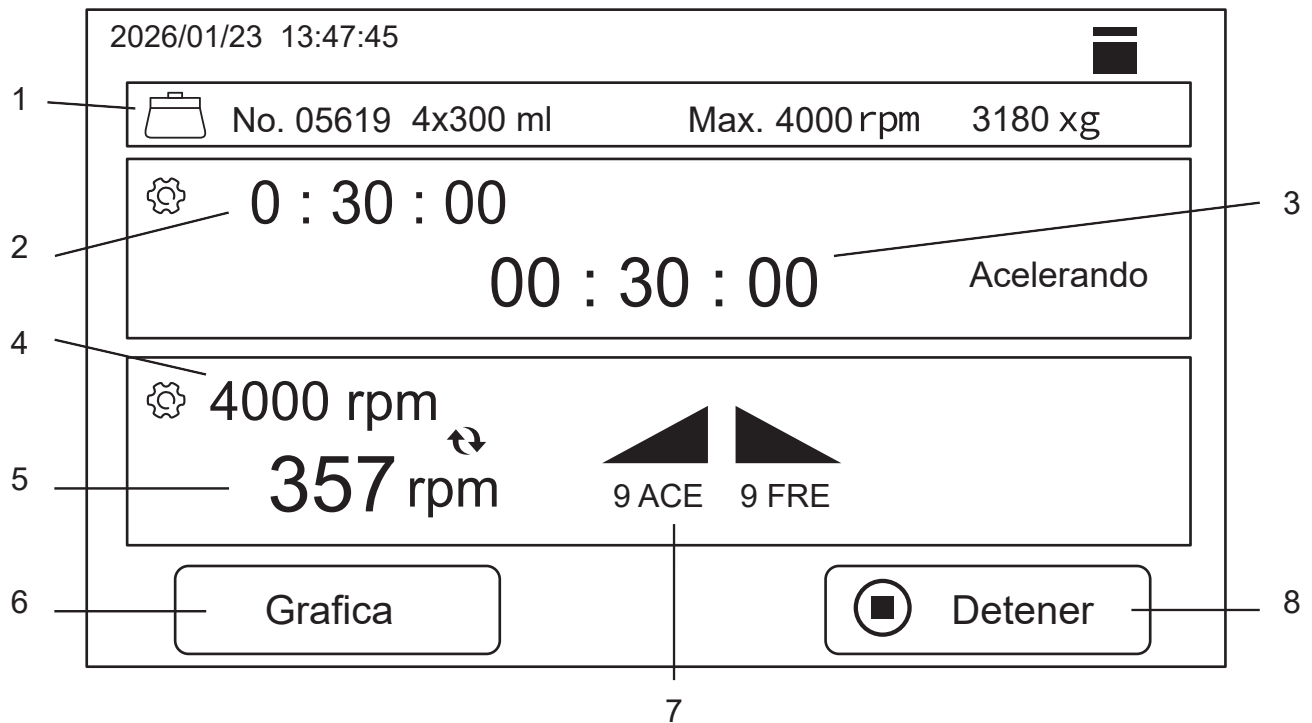 2026/01/23 13:47:45
1
No. 05619 4x300 ml Max. 4000 rpm 3180 xg
0 : 30 : 00
3
2
00 : 30 : 00 Acelerando
4
4000 rpm
5
357 rpm
9 ACE 9 FRE
6
Grafica
Detener
8
7